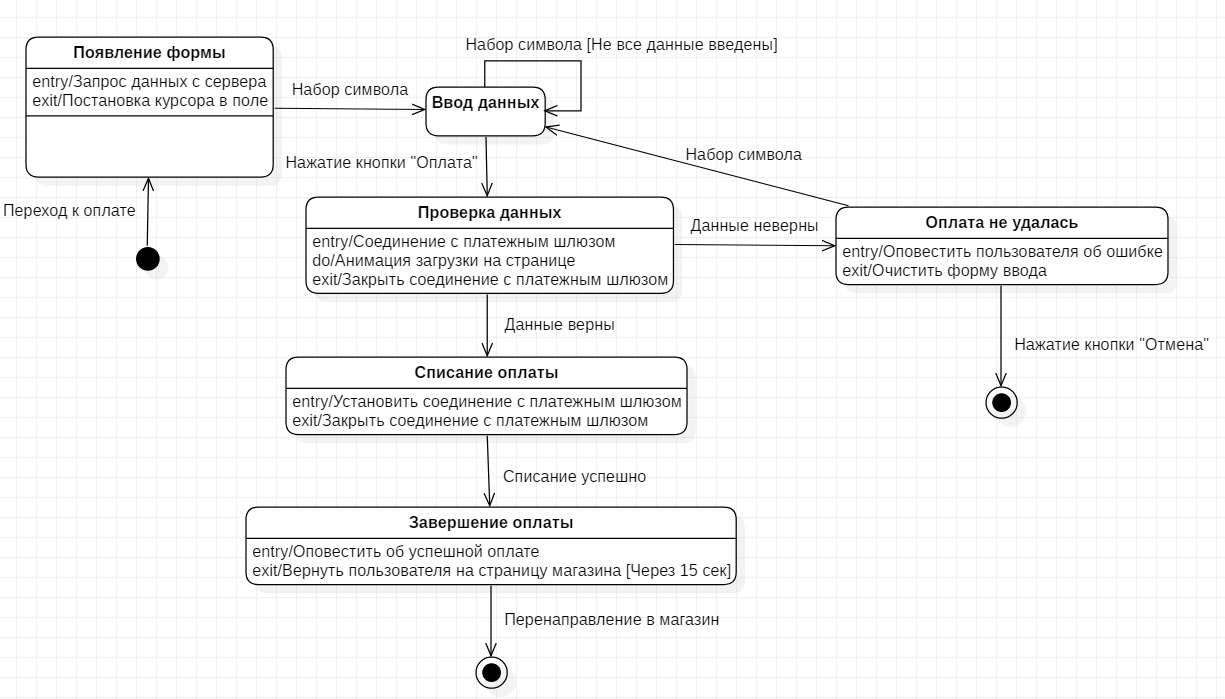 Появление формы
entry/Запрос данных с сервера
exit/Постановка курсора в поле
Набор символа
Набор символа [Не все данные введены]
Ввод данных
Переход к оплате
Нажатие кнопки "Оплата"
Набор символа
Проверка данных
entry/Соединение с платежным шлюзом
do/Анимация загрузки на странице
exit/Закрыть соединение с платежным шлюзом
Данные неверны
Оплата не удалась
entry/Оповестить пользователя об ошибке
exit/Очистить форму ввода
Данные верны
Нажатие кнопки "Отмена"
Списание оплаты
entry/Установить соединение с платежным шлюзом
exit/Закрыть соединение с платежным шлюзом
Списание успешно
Завершение оплаты
entry/Оповестить об успешной оплате
exit/Вернуть пользователя на страницу магазина [Через 15 сек]
Перенаправление в магазин